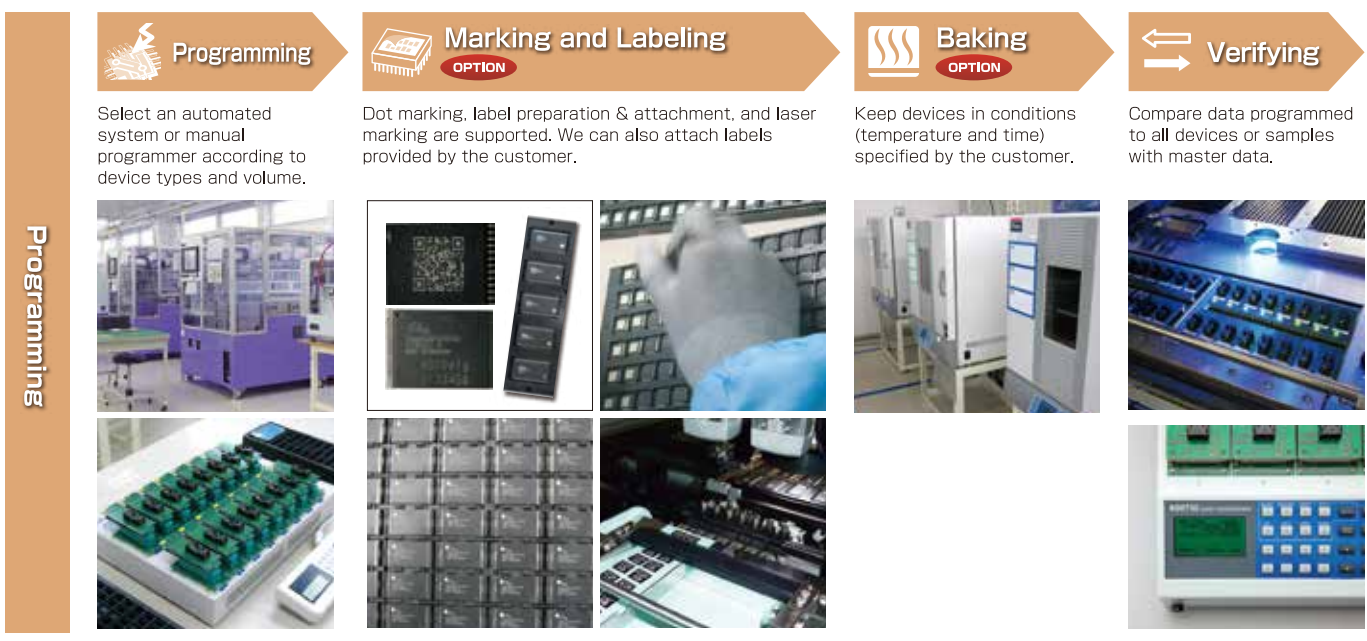 Programming
Programming
Select an automated
system or manual
programmer according to
device types and volume.
Marking and Labeling
OPTION
Dot marking, label preparation & attachment, and laser
marking are supported. We can also attach labels
provided by the customer.
Baking
OPTION
Keep devices in conditions
(temperature and time)
specified by the customer.
Verifying
Compare data programmed
to all devices or samples
with master data.